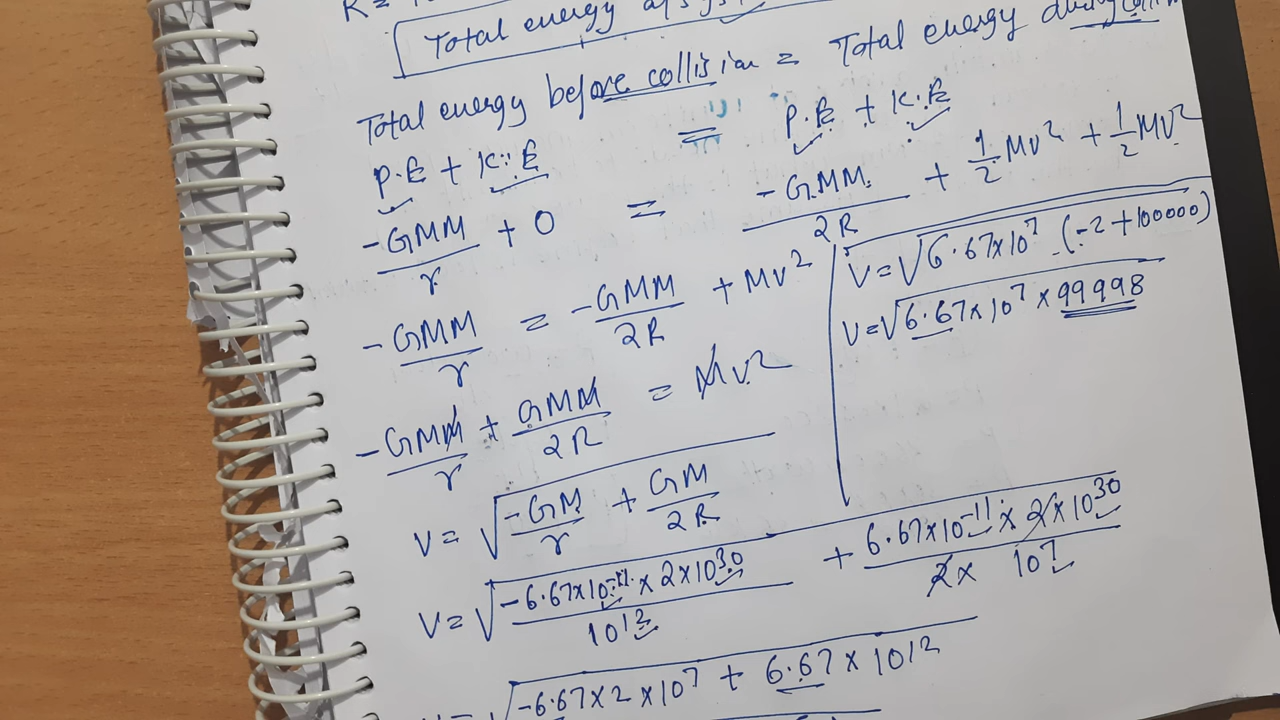 R =
Total energy of sys
Total energy before collision = Total energy during collin
P.E + K.E = P.E + K.E
-GMM/r + 0 = -GMM/2R + 1/2 MV² + 1/2 MV²
-GMM/r = -GMM/2R + MV²
-GMM/r + GMM/2R = MV²
V = √(-GM/r + GM/2R)
V = √(-6.67×10⁻¹¹ × 2×10³⁰/10¹² + 6.67×10⁻¹¹ × 2×10³⁰/2× 10⁷)
√(-6.67×2×10⁷ + 6.67×10¹²
V = √(6.67×10⁷ (-2+100000))
V = √(6.67×10⁷ × 99998)